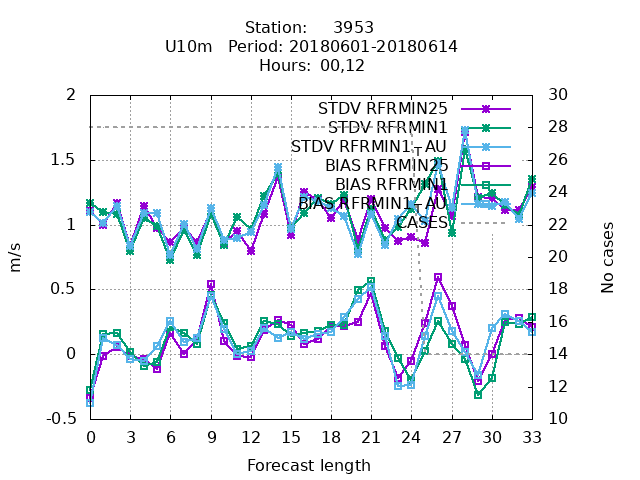 Station: 3953
U10m Period: 20180601-20180614
Hours: 00,12
2
1.5
1
0.5
0
-0.5
m/s
30
28
26
24
22
20
18
16
14
12
10
No cases
STDV RFRMIN25
STDV RFRMIN1
STDV RFRMIN1_AU
BIAS RFRMIN25
BIAS RFRMIN1
BIAS RFRMIN1_AU
CASES
0 3 6 9 12 15 18 21 24 27 30 33
Forecast length